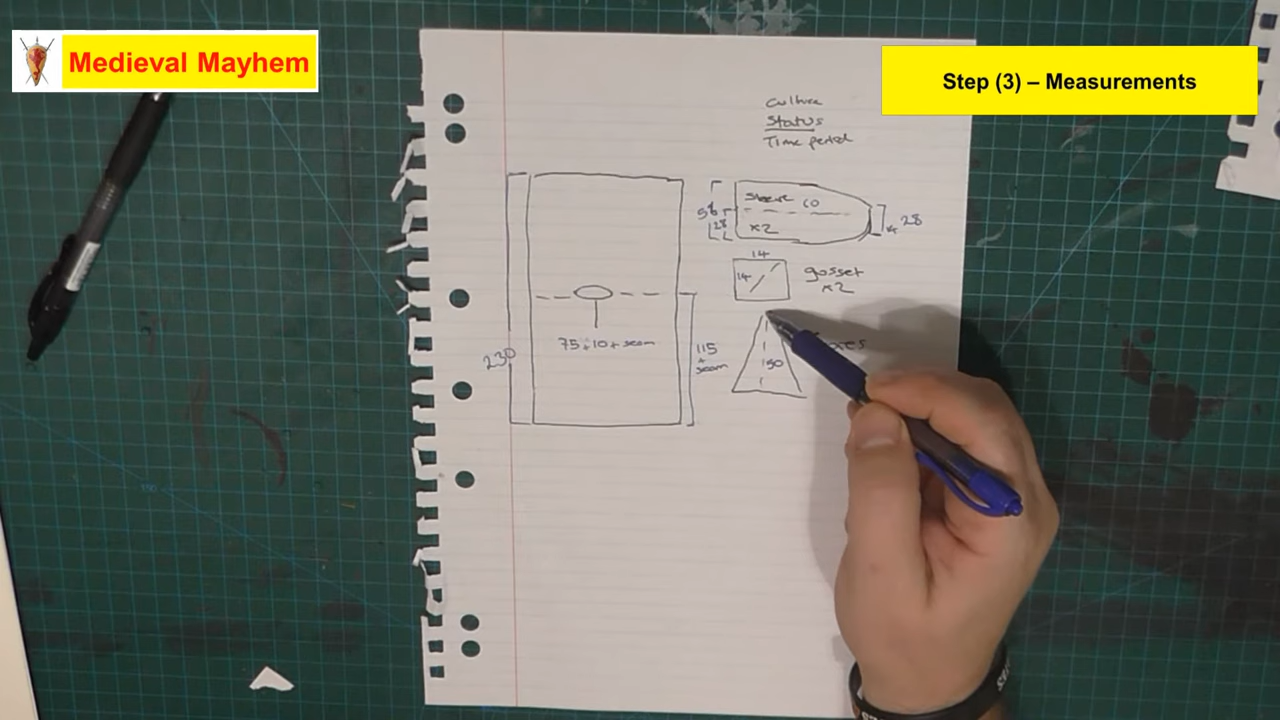 Medieval Mayhem
Step (3) – Measurements
Culture
Status
Time period
Sleeve 60
x2
56
28
28
14
14
gosset
x2
230
75+10+seam
115
+
seam
150